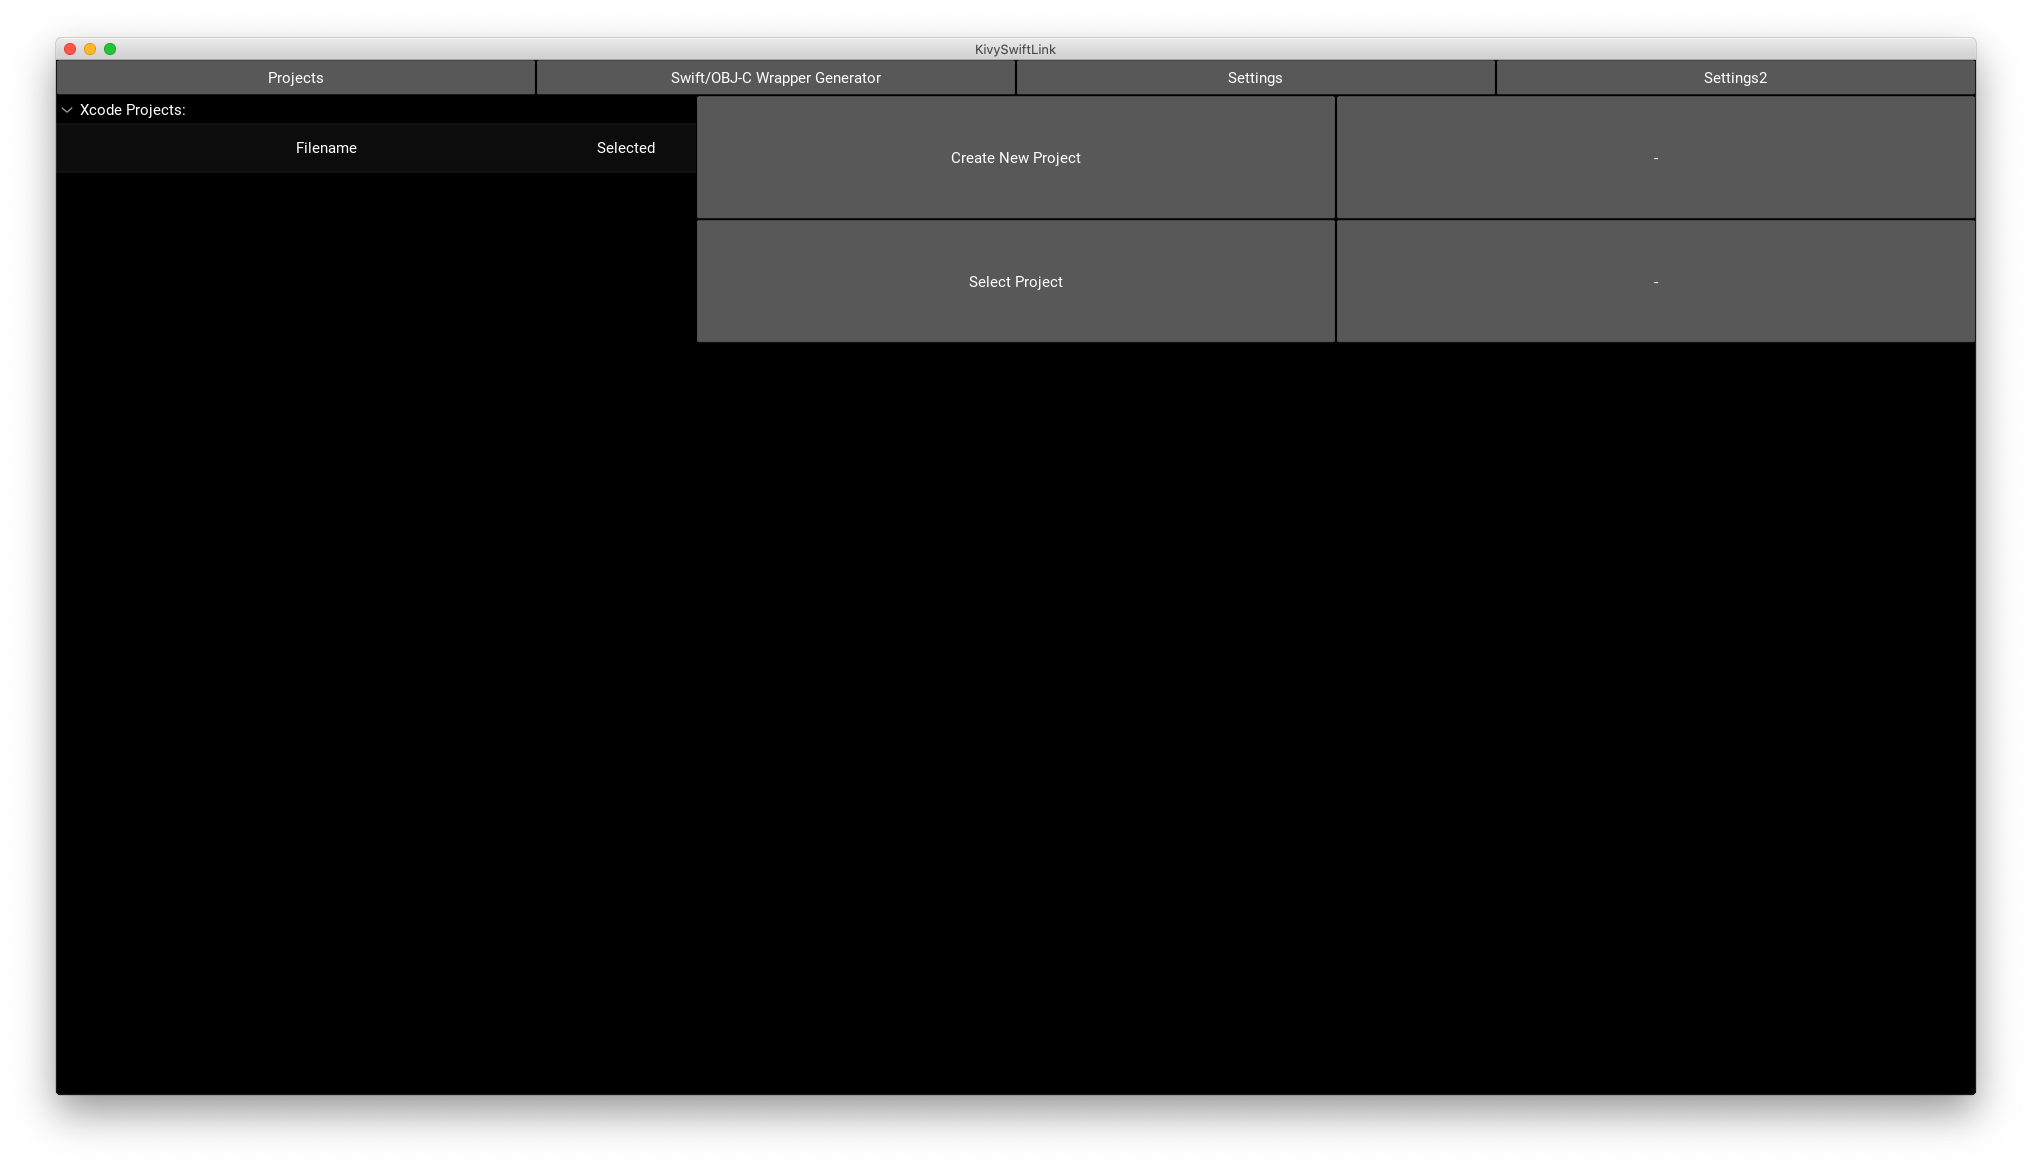 KivySwiftLink
Projects
Swift/OBJ-C Wrapper Generator
Settings
Settings2
Xcode Projects:
Filename
Selected
Create New Project
-
Select Project
-